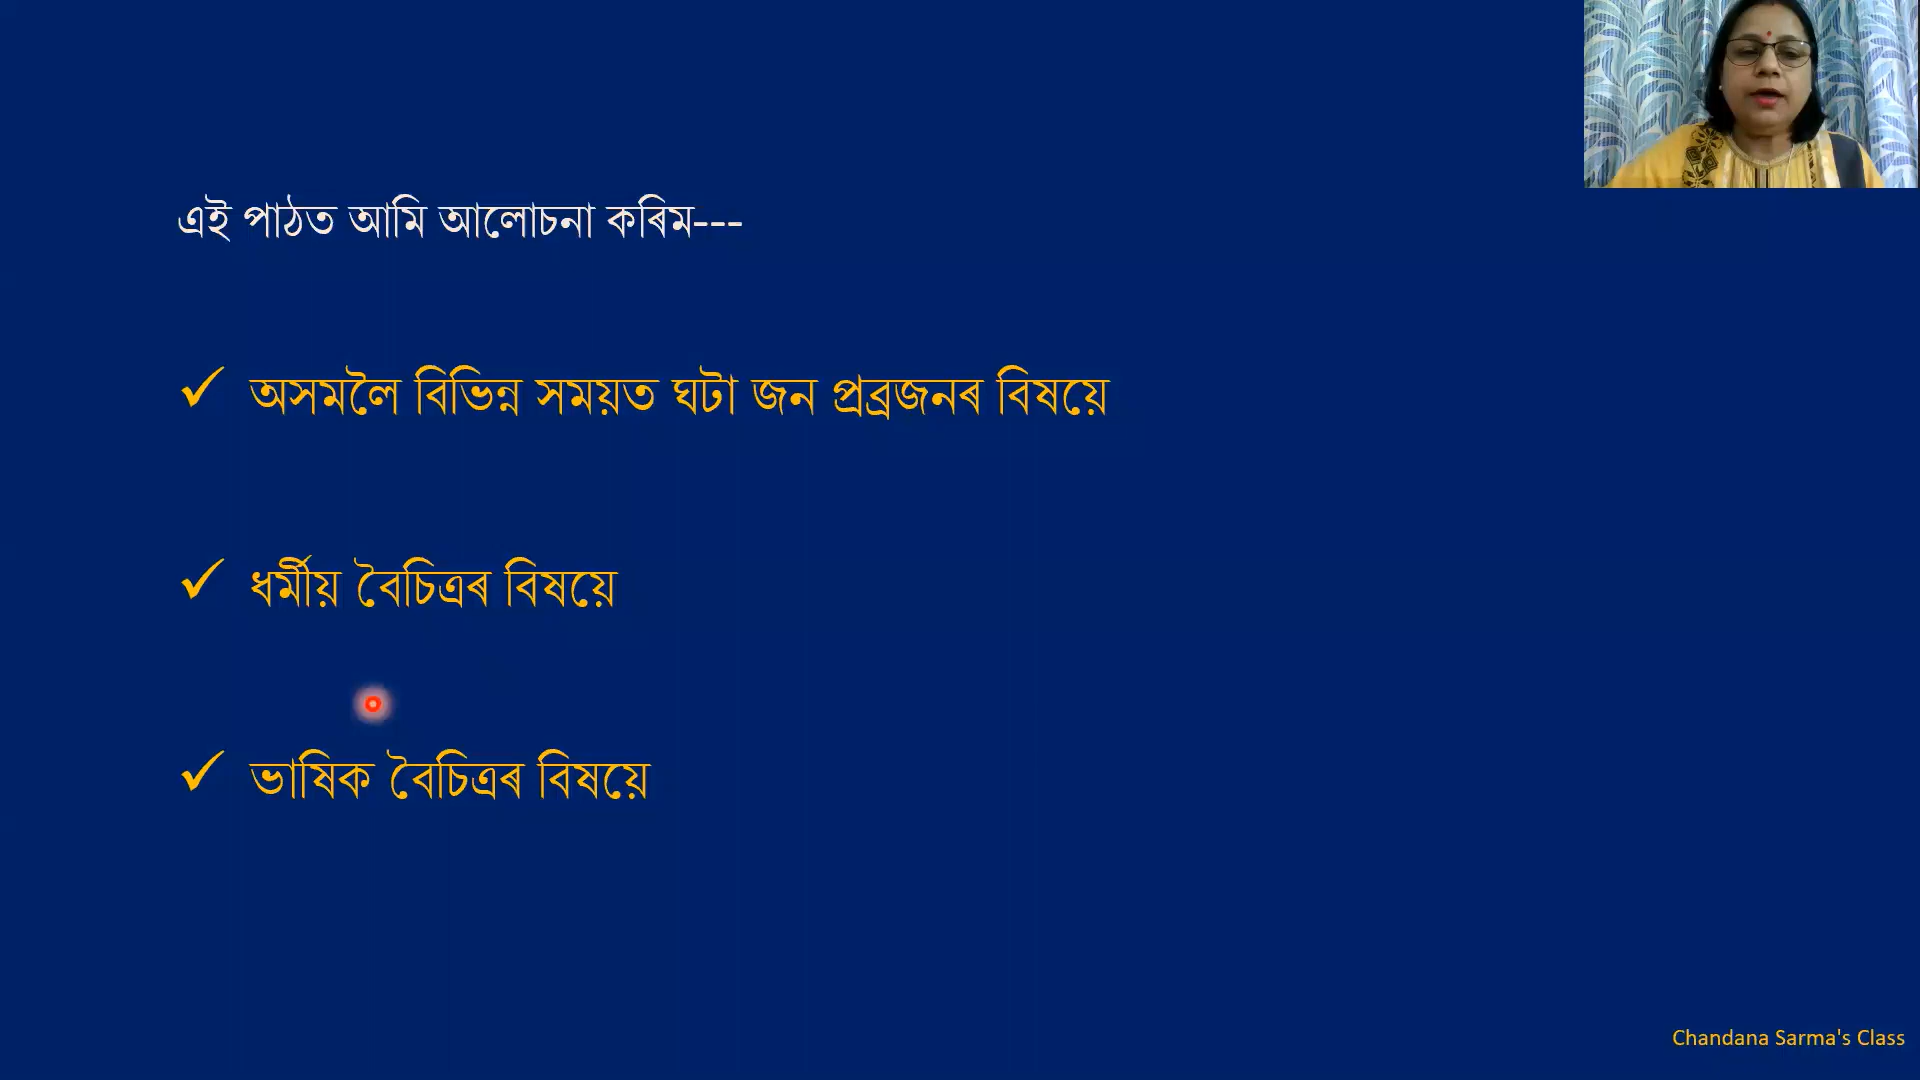 এই পাঠত আমি আলোচনা কৰিম---
অসমলৈ বিভিন্ন সময়ত ঘটা জন প্ৰব্ৰজনৰ বিষয়ে
ধৰ্মীয় বৈচিত্ৰৰ বিষয়ে
ভাষিক বৈচিত্ৰৰ বিষয়ে
Chandana Sarma's Class